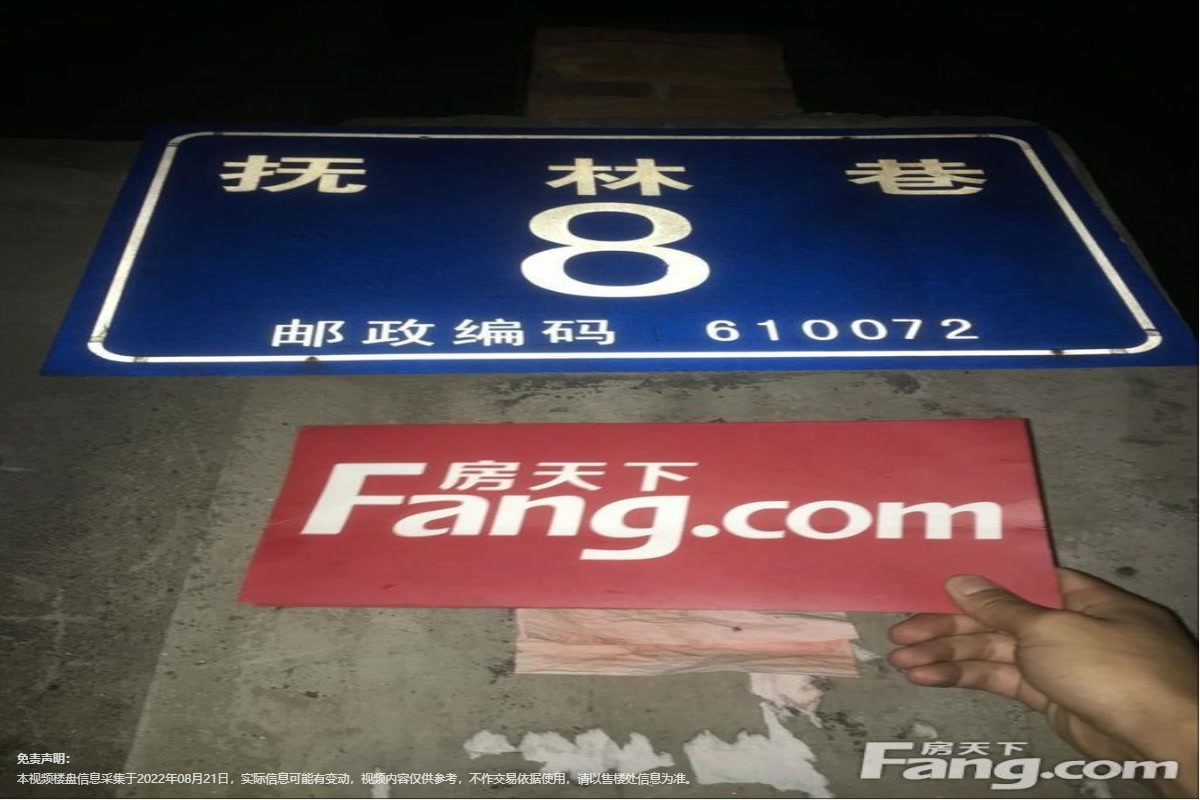 抚林巷
8
邮政编码 610072
房天下
Fang.com
免责声明：
本视频楼盘信息采集于2022年08月21日，实际信息可能有变动，视频内容仅供参考，不作交易依据使用，请以售楼处信息为准。
房天下
Fang.com